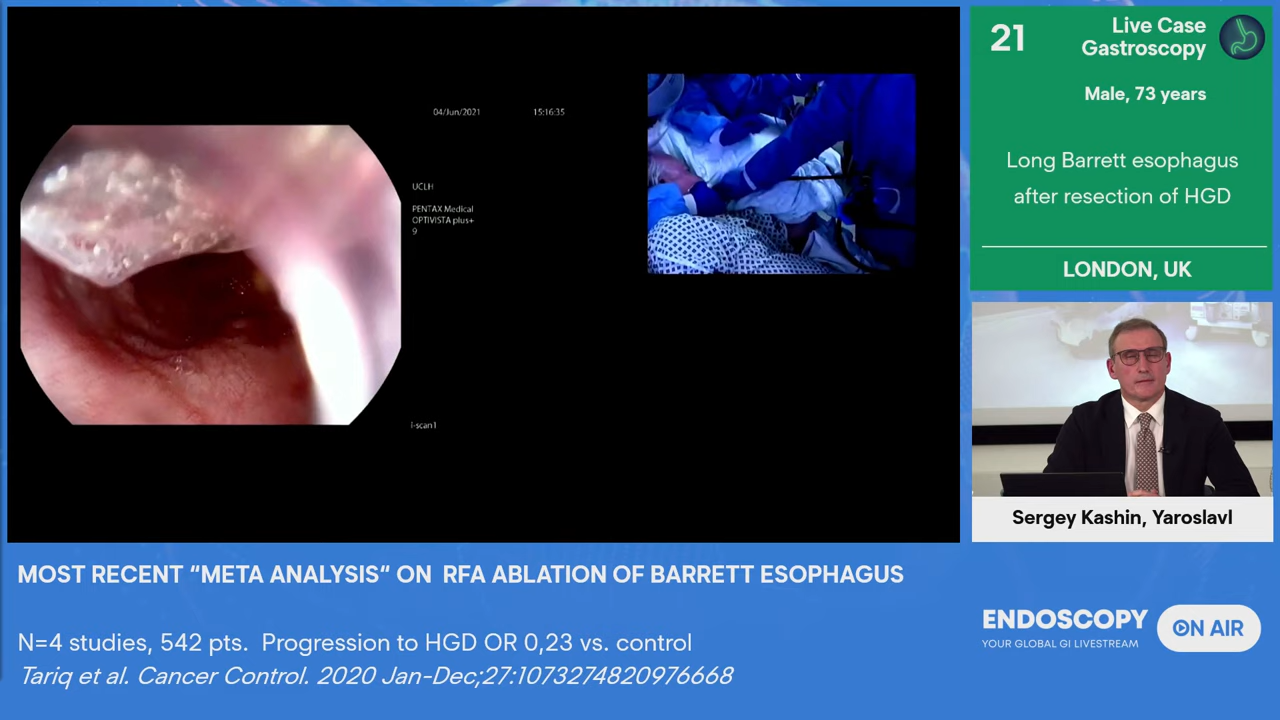 04/Jun/2021 15:16:35
UCLH
PENTAX Medical
OPTIVISTA plus+
9
i-scan1
21
Live Case
Gastroscopy
Male, 73 years
Long Barrett esophagus
after resection of HGD
LONDON, UK
Sergey Kashin, Yaroslavl
MOST RECENT “META ANALYSIS“ ON RFA ABLATION OF BARRETT ESOPHAGUS
N=4 studies, 542 pts. Progression to HGD OR 0,23 vs. control
Tariq et al. Cancer Control. 2020 Jan-Dec;27:1073274820976668
ENDOSCOPY
ON AIR
YOUR GLOBAL GI LIVESTREAM